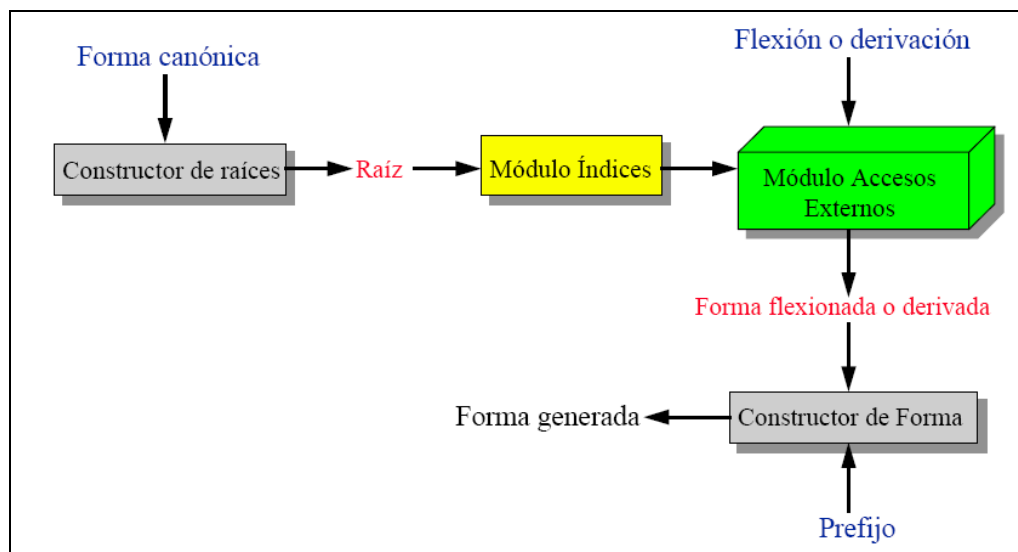 Forma canónica
Flexión o derivación
Constructor de raíces
Raíz
Módulo Índices
Módulo Accesos
Externos
Forma flexionada o derivada
Forma generada
Constructor de Forma
Prefijo